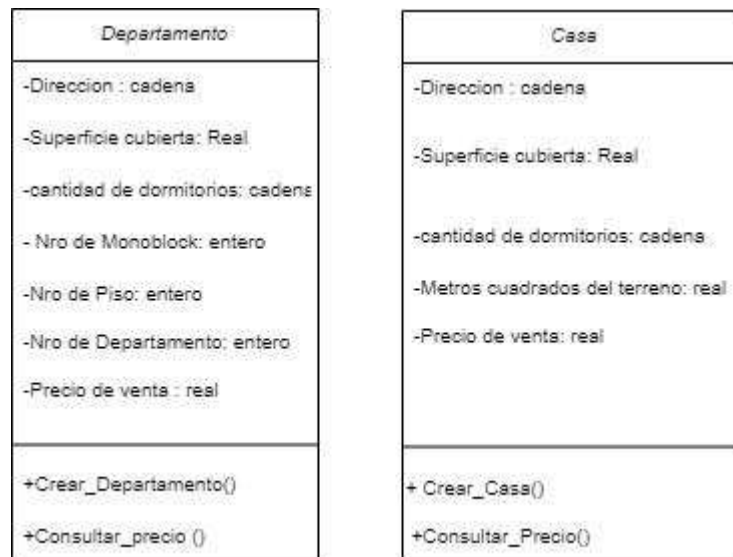 Departamento
-Direccion : cadena
-Superficie cubierta: Real
-cantidad de dormitorios: cadena
- Nro de Monoblock: entero
-Nro de Piso: entero
-Nro de Departamento: entero
-Precio de venta : real
+Crear_Departamento()
+Consultar_precio ()
Casa
-Direccion : cadena
-Superficie cubierta: Real
-cantidad de dormitorios: cadena
-Metros cuadrados del terreno: real
-Precio de venta: real
+ Crear_Casa()
+Consultar_Precio()